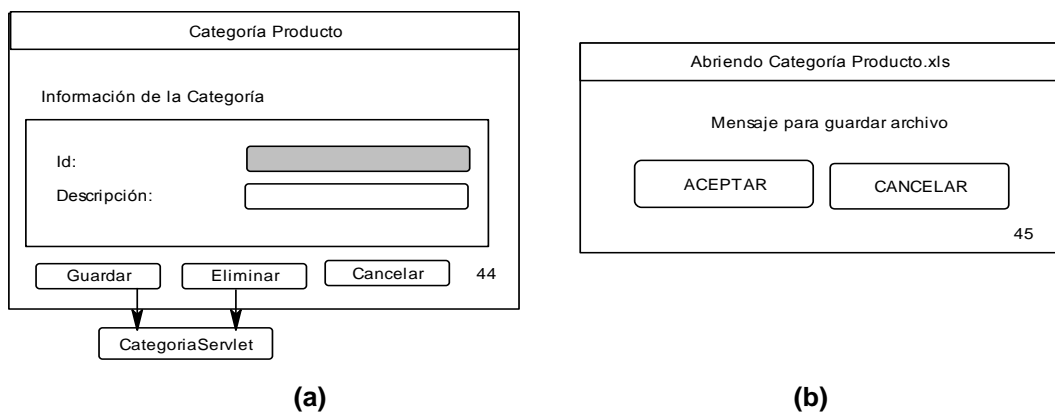 Categoría Producto
Información de la Categoría
Id:
Descripción:
Guardar Eliminar Cancelar 44
CategoriaServlet
(a)
Abriendo Categoría Producto.xls
Mensaje para guardar archivo
ACEPTAR CANCELAR
45
(b)